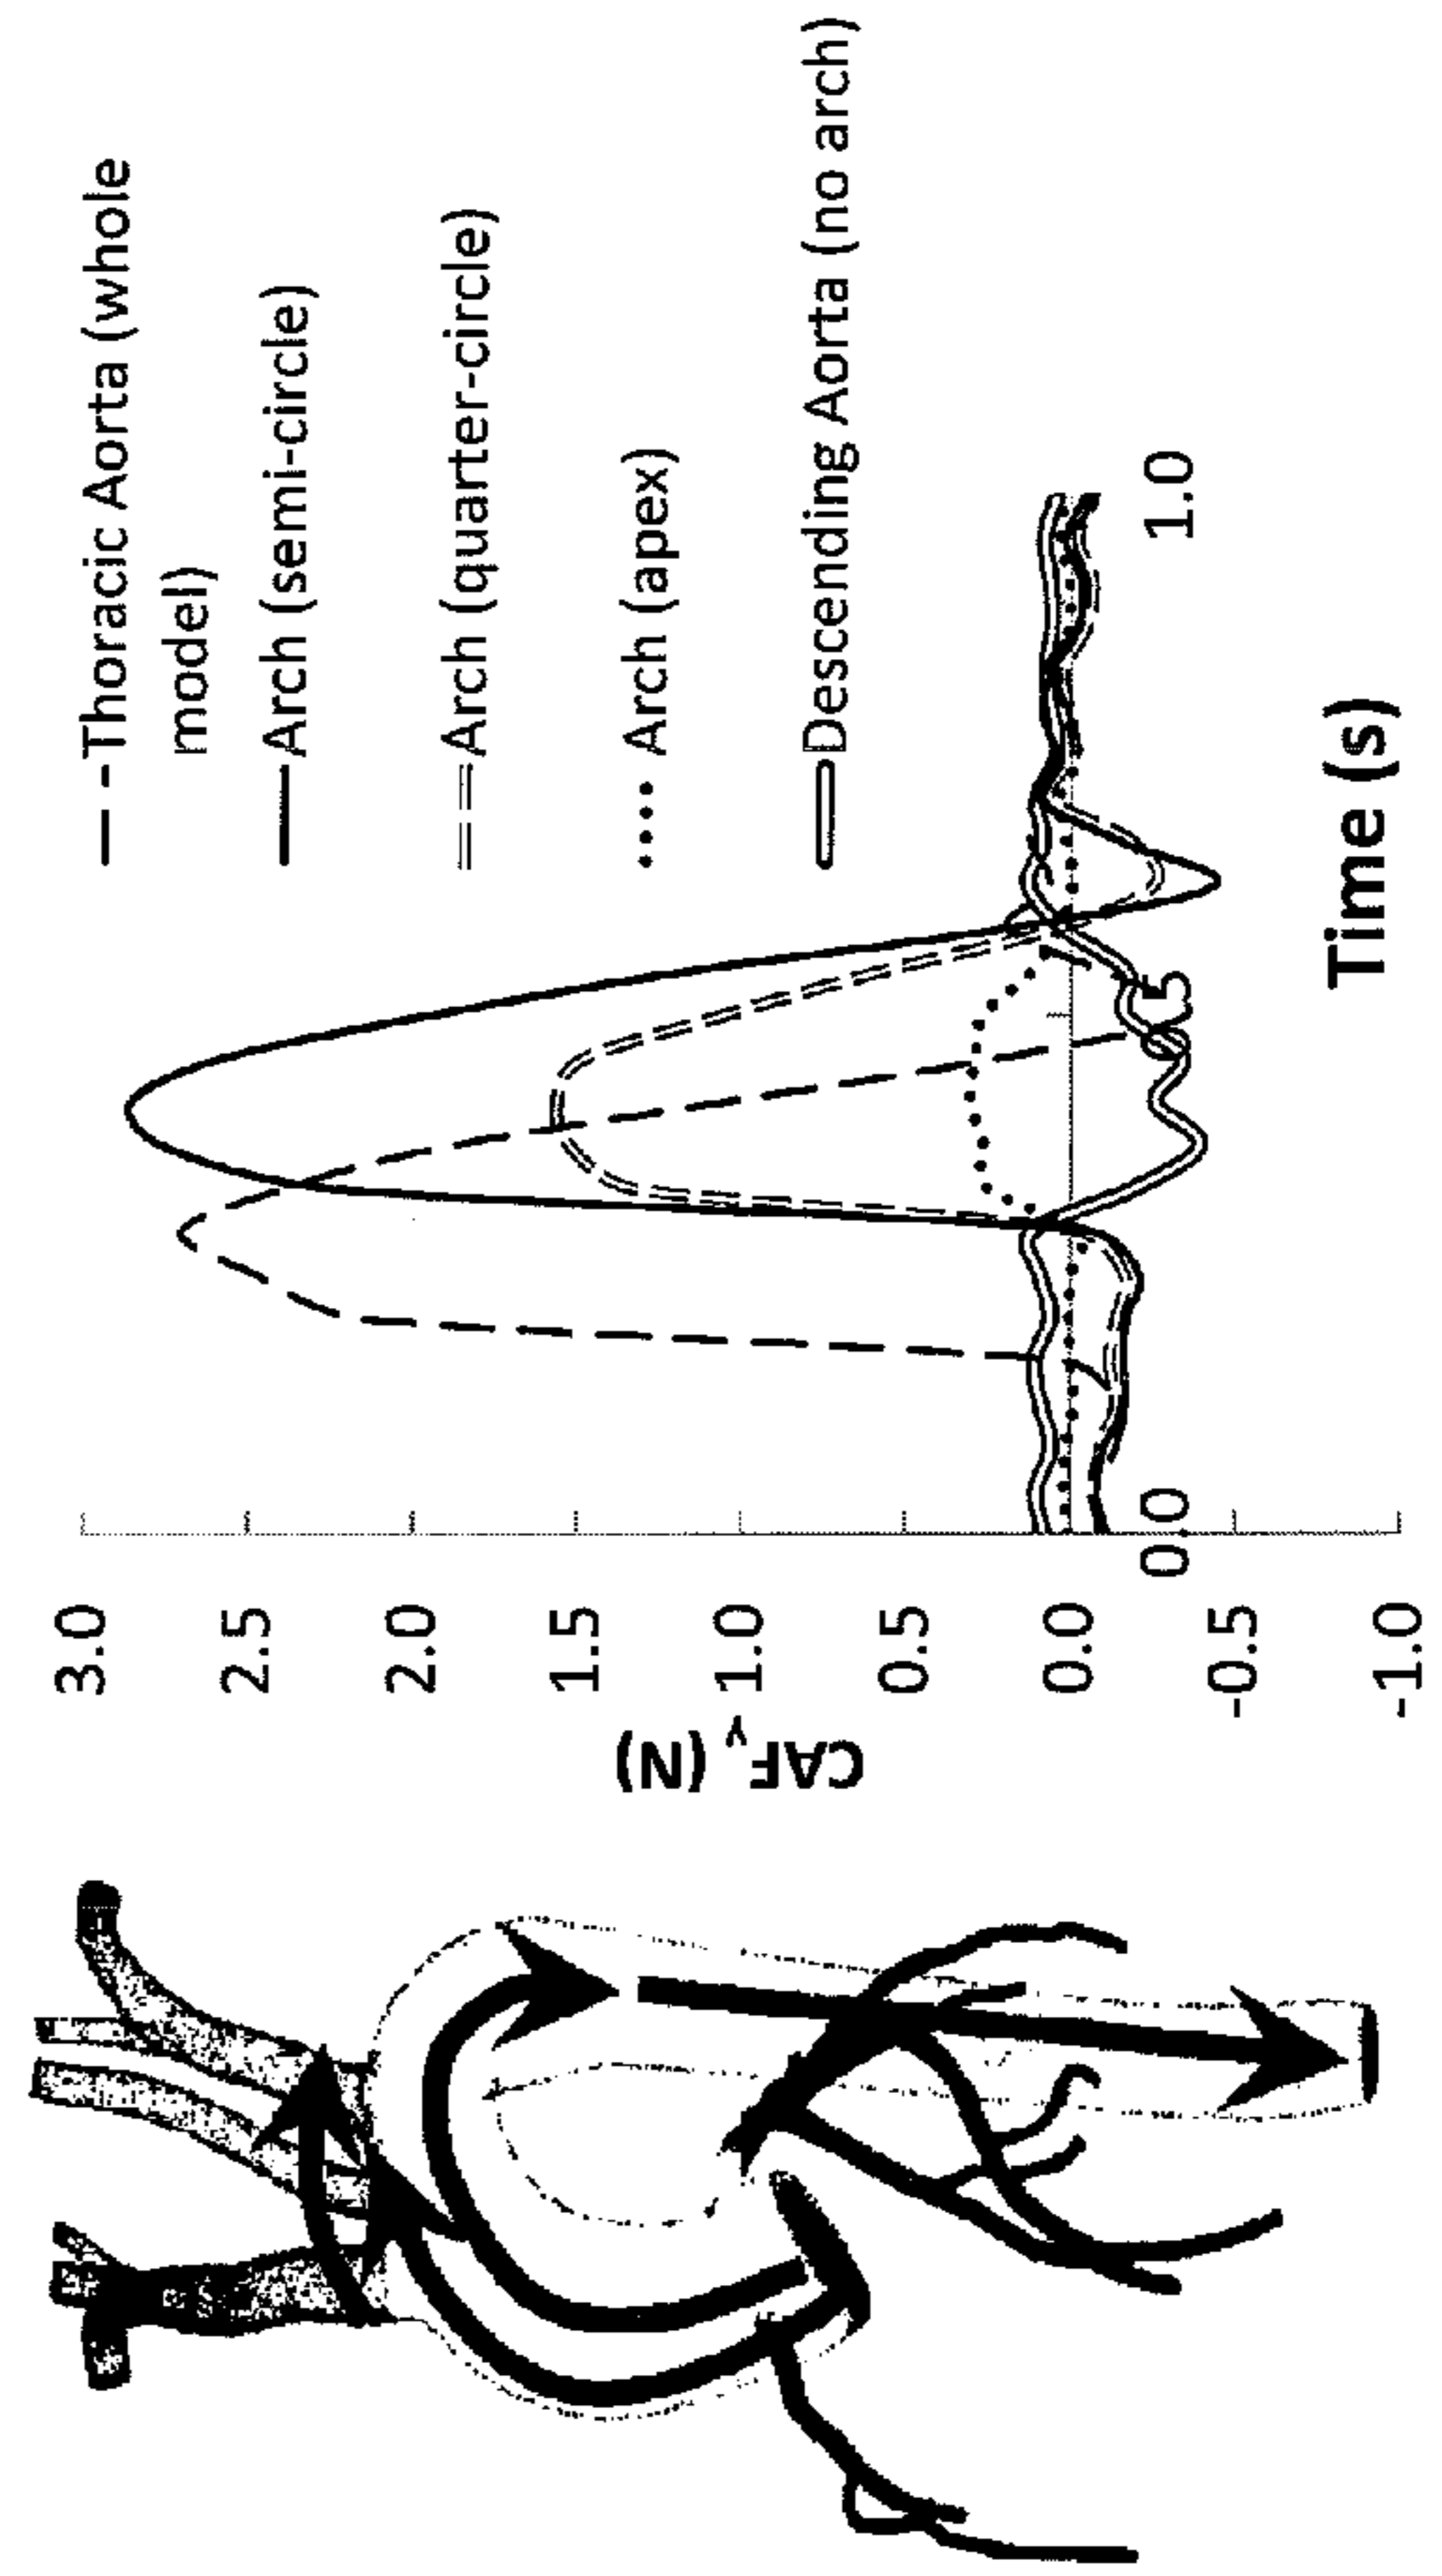 3.0
2.5
2.0
1.5
1.0
0.5
0.0
-0.5
-1.0
CAFᵧ (N)
0.0
1.0
Time (s)
Thoracic Aorta (whole
model)
Arch (semi-circle)
Arch (quarter-circle)
Arch (apex)
Descending Aorta (no arch)